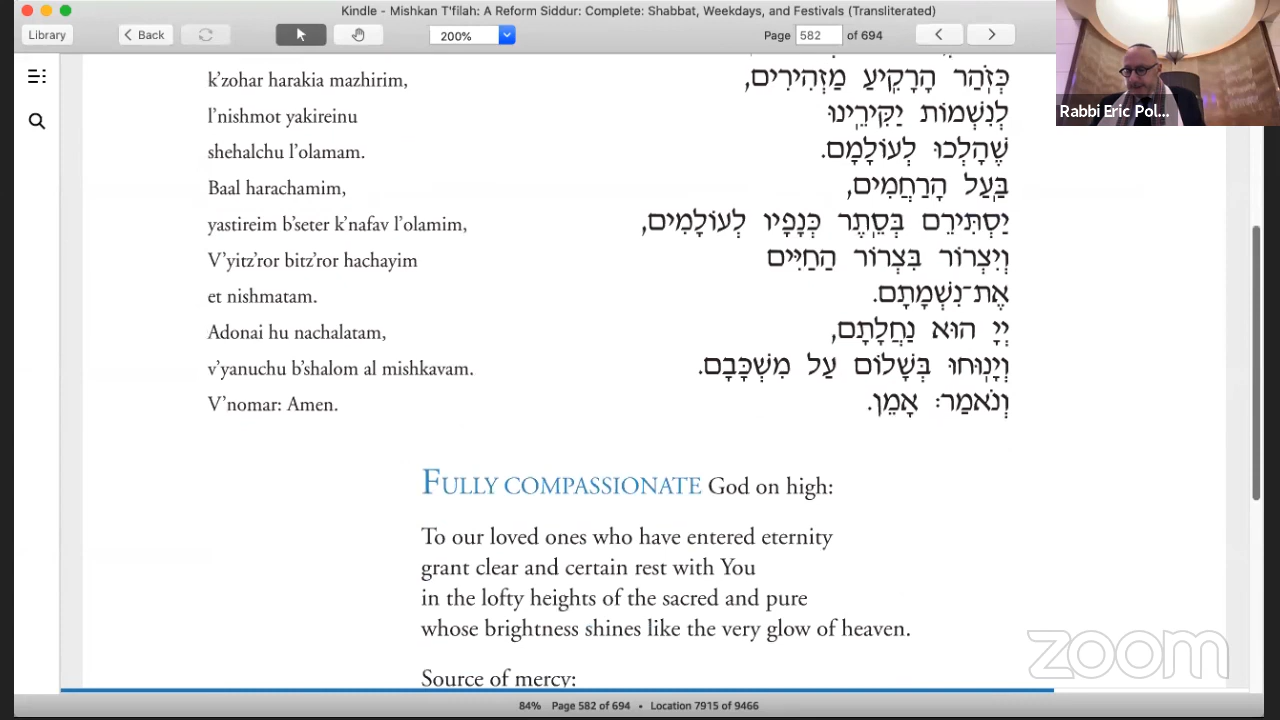 Kindle - Mishkan T'filah: A Reform Siddur: Complete: Shabbat, Weekdays, and Festivals (Transliterated)
Library
Back
200%
Page 582 of 694
Rabbi Eric Pol...
k'zohar harakia mazhirim,
l'nishmot yakireinu
shehalchu l'olamam.
Baal harachamim,
yastireim b'seter k'nafav l'olamim,
V'yitz'ror bitz'ror hachayim
et nishmatam.
Adonai hu nachalatam,
v'yanuchu b'shalom al mishkavam.
V'nomar: Amen.
כְּזֹֽהַר הָרָקִֽיעַ מַזְהִירִים,
לְנִשְׁמוֹת יַקִּירֵֽינוּ
שֶׁהָלְכוּ לְעוֹלָמָם.
בַּֽעַל הָרַחֲמִים,
יַסְתִּירֵם בְּסֵֽתֶר כְּנָפָיו לְעוֹלָמִים,
וְיִצְרוֹר בִּצְרוֹר הַחַיִּים
אֶת־נִשְׁמָתָם.
יְיָ הוּא נַחֲלָתָם,
וְיָנֽוּחוּ בְּשָׁלוֹם עַל מִשְׁכָּבָם.
וְנֹאמַר: אָמֵן.
FULLY COMPASSIONATE God on high:
To our loved ones who have entered eternity
grant clear and certain rest with You
in the lofty heights of the sacred and pure
whose brightness shines like the very glow of heaven.
Source of mercy:
zoom
84% Page 582 of 694 • Location 7915 of 9466